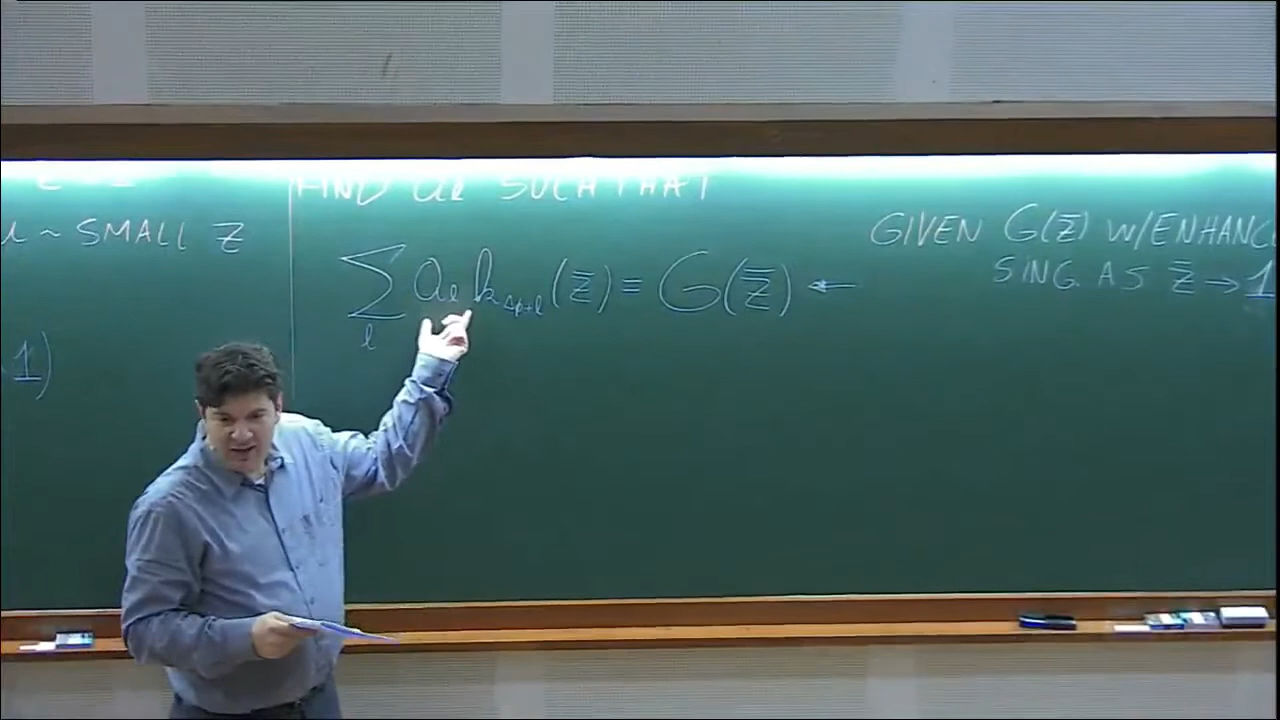 ~ SMALL z
1)
FIND aℓ SUCH THAT
∑ℓ aℓ k (z̄) ≡ G(z̄) ←
GIVEN G(z̄) W/ENHANC
SING AS z̄ → 1